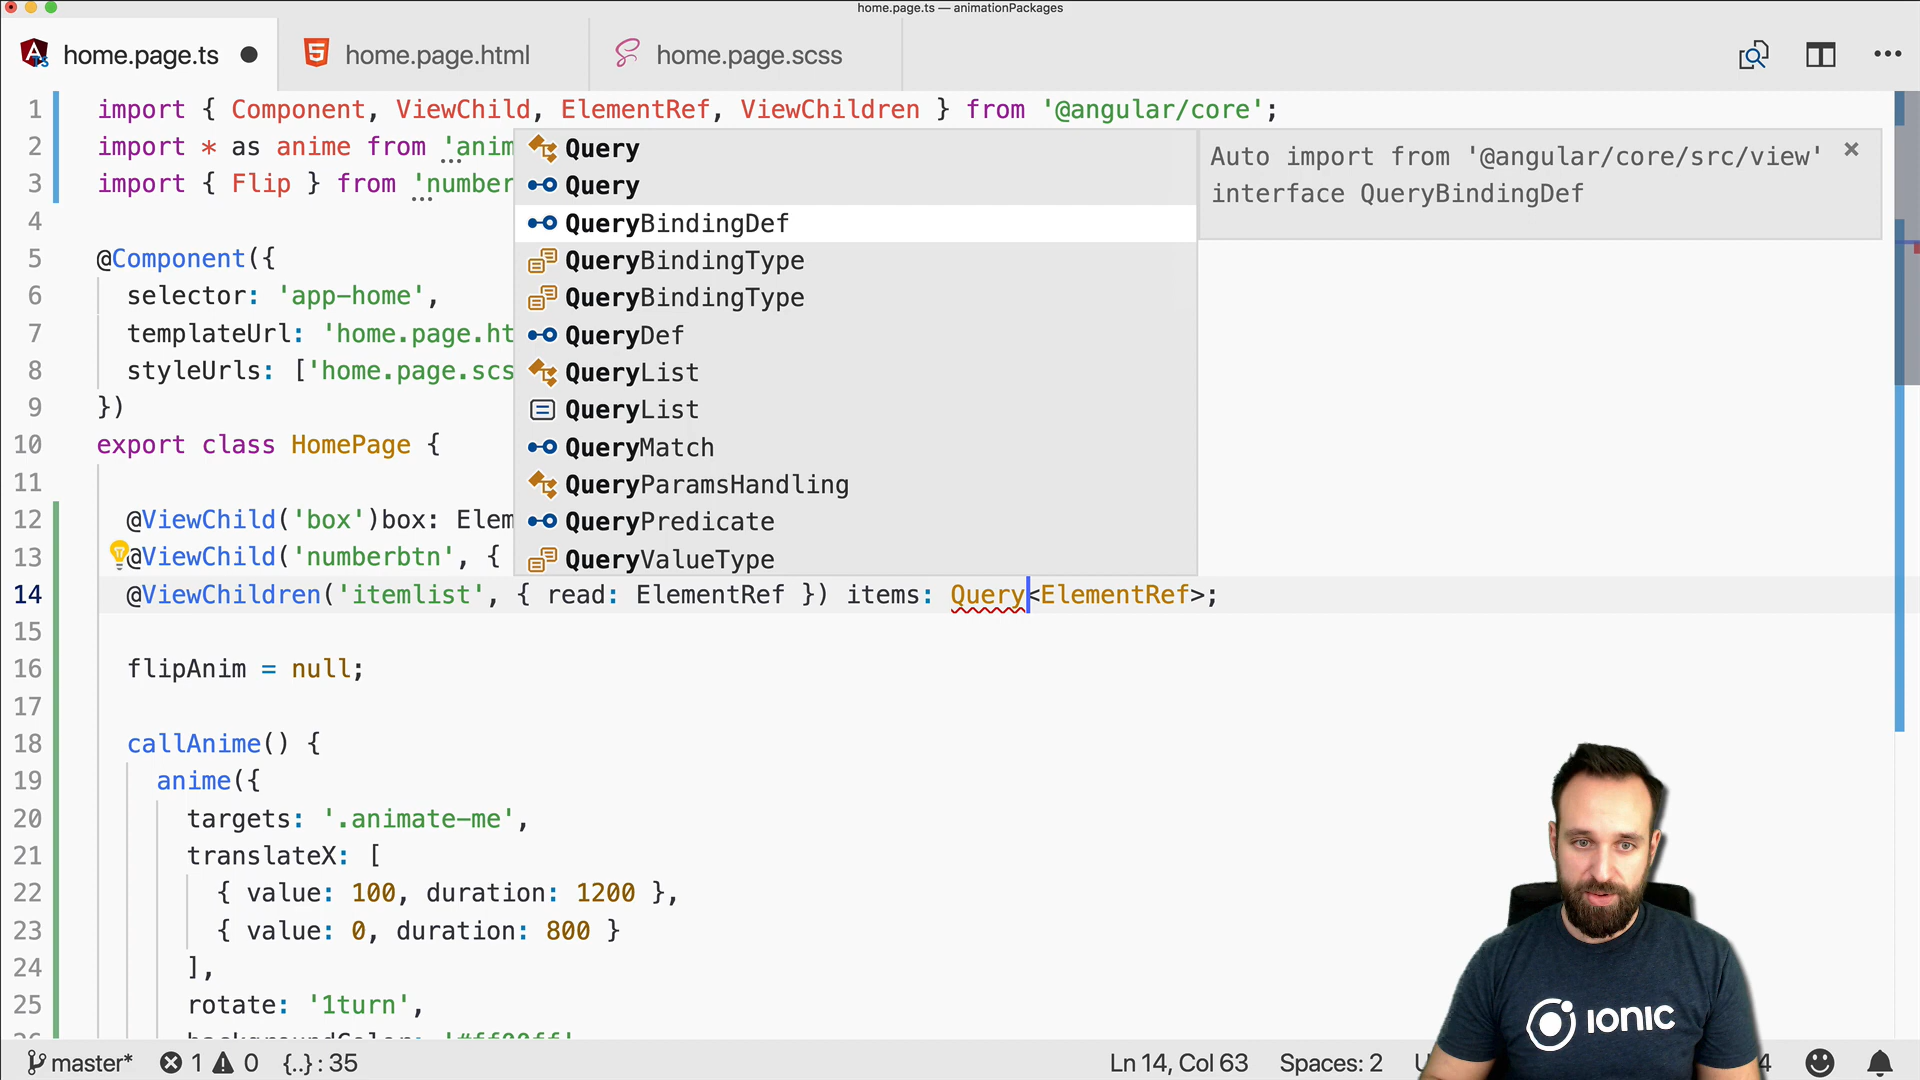 home.page.ts — animationPackages
home.page.ts
home.page.html
home.page.scss
1 import { Component, ViewChild, ElementRef, ViewChildren } from '@angular/core';
2 import * as anime from 'anim
3 import { Flip } from 'number
4
5 @Component({
6 selector: 'app-home',
7 templateUrl: 'home.page.ht
8 styleUrls: ['home.page.scs
9 })
10 export class HomePage {
11
12 @ViewChild('box')box: Elem
13 @ViewChild('numberbtn', {
14 @ViewChildren('itemlist', { read: ElementRef }) items: Query<ElementRef>;
15
16 flipAnim = null;
17
18 callAnime() {
19 anime({
20 targets: '.animate-me',
21 translateX: [
22 { value: 100, duration: 1200 },
23 { value: 0, duration: 800 }
24 ],
25 rotate: '1turn',
Query
Query
QueryBindingDef
QueryBindingType
QueryBindingType
QueryDef
QueryList
QueryList
QueryMatch
QueryParamsHandling
QueryPredicate
QueryValueType
Auto import from '@angular/core/src/view'
interface QueryBindingDef
ionic
master* 1 0 {..} : 35
Ln 14, Col 63
Spaces: 2